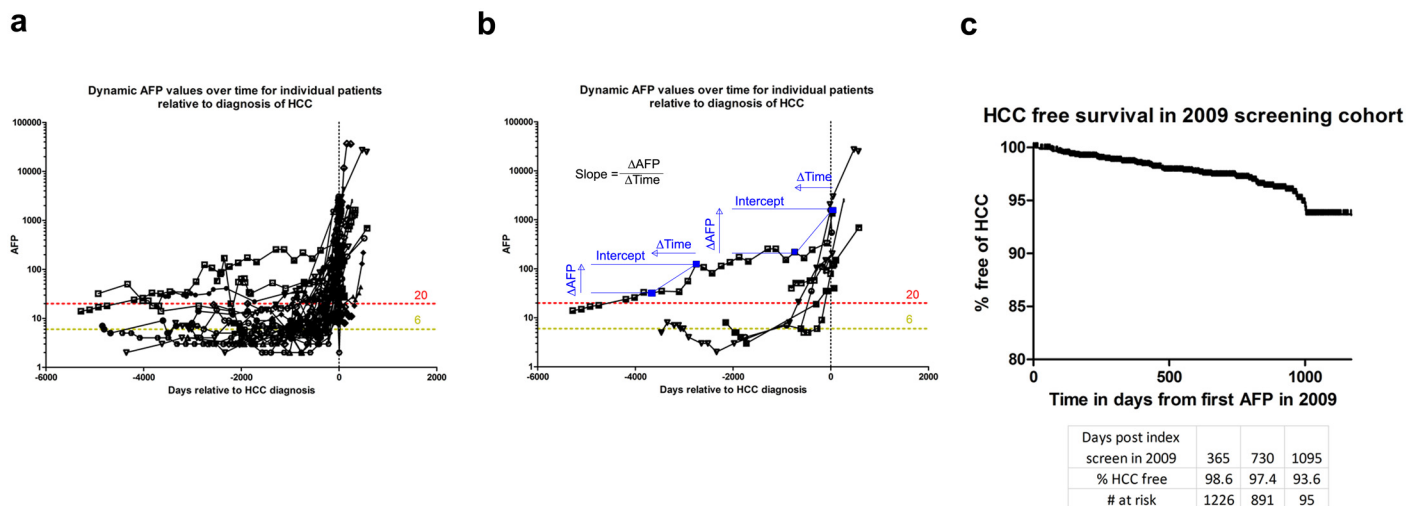 a
Dynamic AFP values over time for individual patients
relative to diagnosis of HCC
100000
10000
1000
100
10
1
AFP
20
6
-6000 -4000 -2000 0 2000
Days relative to HCC diagnosis
b
Dynamic AFP values over time for individual patients
relative to diagnosis of HCC
100000
10000
1000
100
10
1
AFP
Slope = ΔAFP
ΔTime
ΔTime
Intercept
ΔAFP
ΔTime
Intercept
ΔAFP
20
6
-6000 -4000 -2000 0 2000
Days relative to HCC diagnosis
c
HCC free survival in 2009 screening cohort
100
95
90
85
80
% free of HCC
0 500 1000
Time in days from first AFP in 2009
Days post index
screen in 2009 365 730 1095
% HCC free 98.6 97.4 93.6
# at risk 1226 891 95